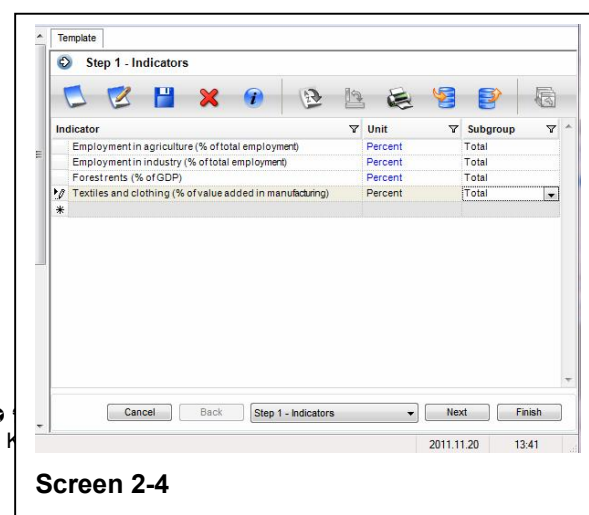 Template
Step 1 - Indicators
Indicator Unit Subgroup
Employment in agriculture (% of total employment) Percent Total
Employment in industry (% of total employment) Percent Total
Forest rents (% of GDP) Percent Total
Textiles and clothing (% of value added in manufacturing) Percent Total
Cancel Back Step 1 - Indicators Next Finish
2011.11.20 13:41
Screen 2-4